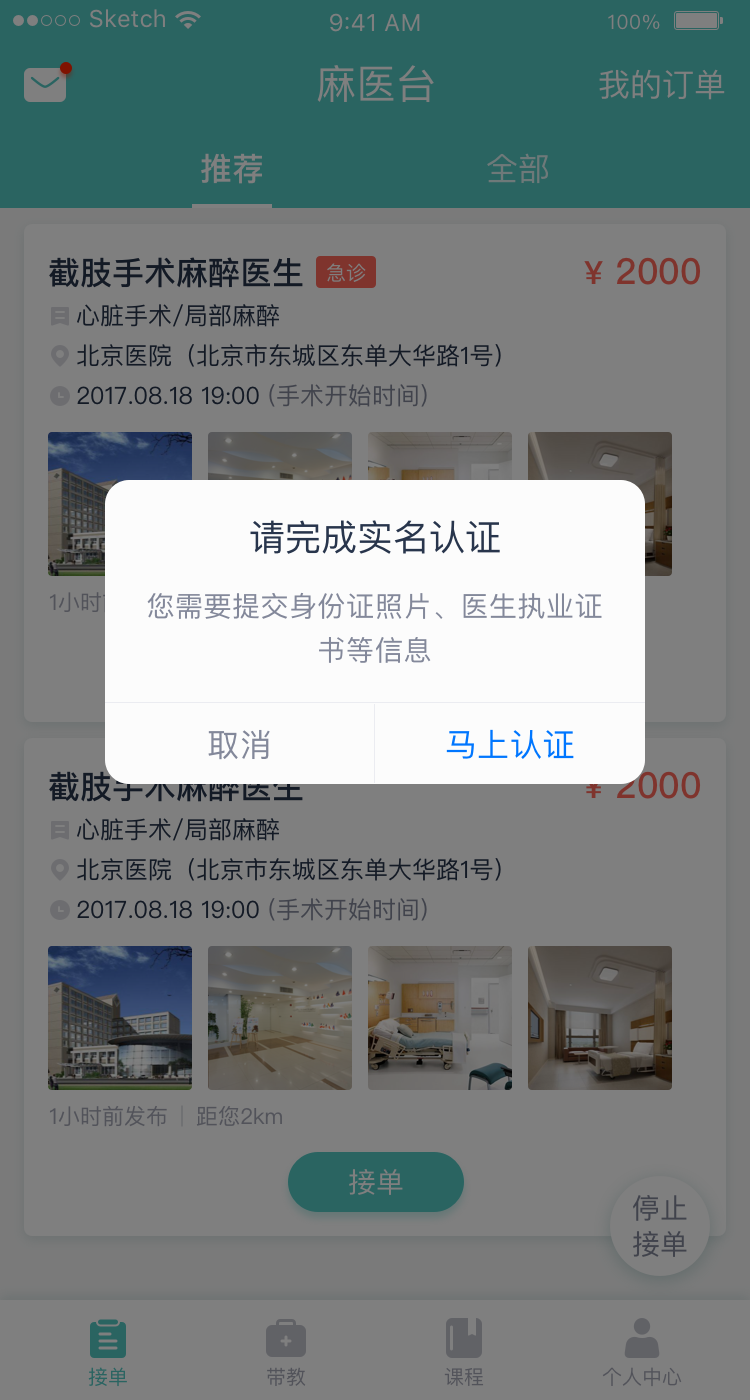 Sketch 9:41 AM 100%
麻医台 我的订单
推荐 全部
截肢手术麻醉医生 急诊 ¥ 2000
心脏手术/局部麻醉
北京医院（北京市东城区东单大华路1号）
2017.08.18 19:00 (手术开始时间)
1小时
请完成实名认证
您需要提交身份证照片、医生执业证
书等信息
取消 马上认证
截肢手术麻醉医生 ¥ 2000
心脏手术/局部麻醉
北京医院（北京市东城区东单大华路1号）
2017.08.18 19:00 (手术开始时间)
1小时前发布 | 距您2km
接单
停止
接单
接单 带教 课程 个人中心